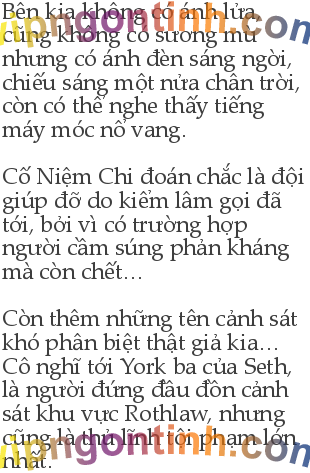 Bên kia không có ánh lửa,
cũng không có sương mù
nhưng có ánh đèn sáng ngời,
chiếu sáng một nửa chân trời,
còn có thể nghe thấy tiếng
máy móc nổ vang.
Cố Niệm Chi đoán chắc là đội
giúp đỡ do kiểm lâm gọi đã
tới, bởi vì có trường hợp
người cầm súng phản kháng
mà còn chết...
Còn thêm những tên cảnh sát
khó phân biệt thật giả kia...
Cô nghĩ tới York ba của Seth,
là người đứng đầu đồn cảnh
sát khu vực Rothlaw, nhưng
cũng là thủ lĩnh tội phạm lớn
nhất.
vipngontinh.com
vipngontinh.com